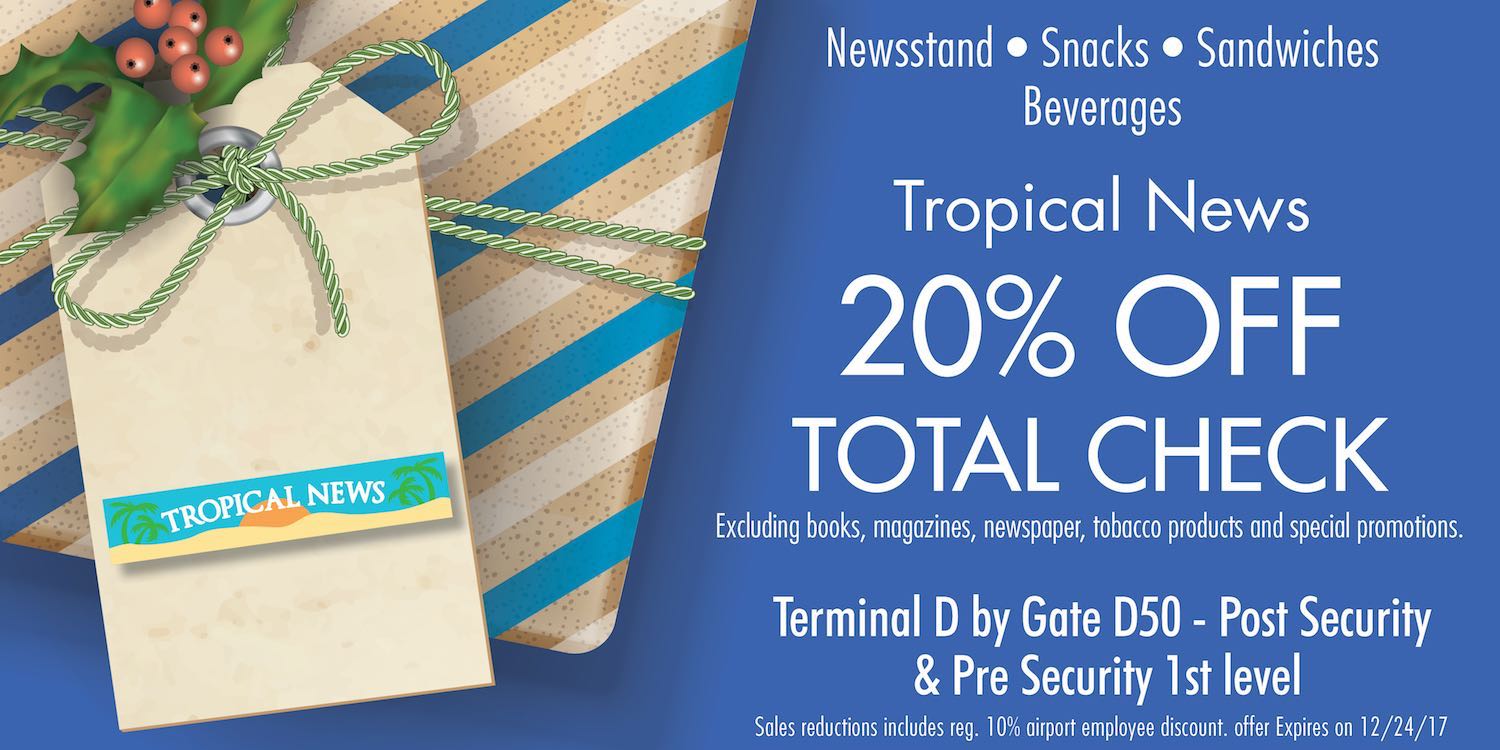 Newsstand • Snacks • Sandwiches
Beverages
Tropical News
20% OFF
TOTAL CHECK
Excluding books, magazines, newspaper, tobacco products and special promotions.
Terminal D by Gate D50 - Post Security
& Pre Security 1st level
Sales reductions includes reg. 10% airport employee discount. offer Expires on 12/24/17
TROPICAL NEWS